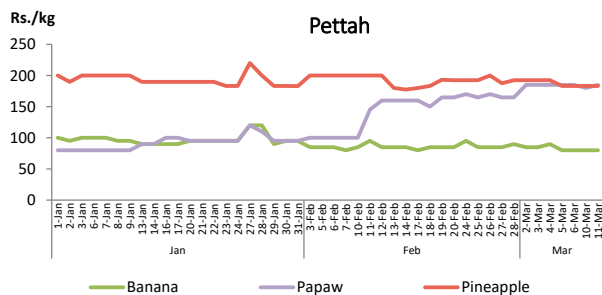 Rs./kg
Pettah
250
200
150
100
50
0
1-Jan
2-Jan
3-Jan
6-Jan
7-Jan
8-Jan
9-Jan
13-Jan
14-Jan
16-Jan
17-Jan
20-Jan
21-Jan
22-Jan
23-Jan
24-Jan
27-Jan
28-Jan
29-Jan
30-Jan
31-Jan
3-Feb
5-Feb
6-Feb
7-Feb
10-Feb
11-Feb
12-Feb
13-Feb
14-Feb
17-Feb
18-Feb
19-Feb
20-Feb
24-Feb
25-Feb
26-Feb
27-Feb
28-Feb
2-Mar
3-Mar
4-Mar
5-Mar
6-Mar
10-Mar
11-Mar
Jan Feb Mar
Banana Papaw Pineapple